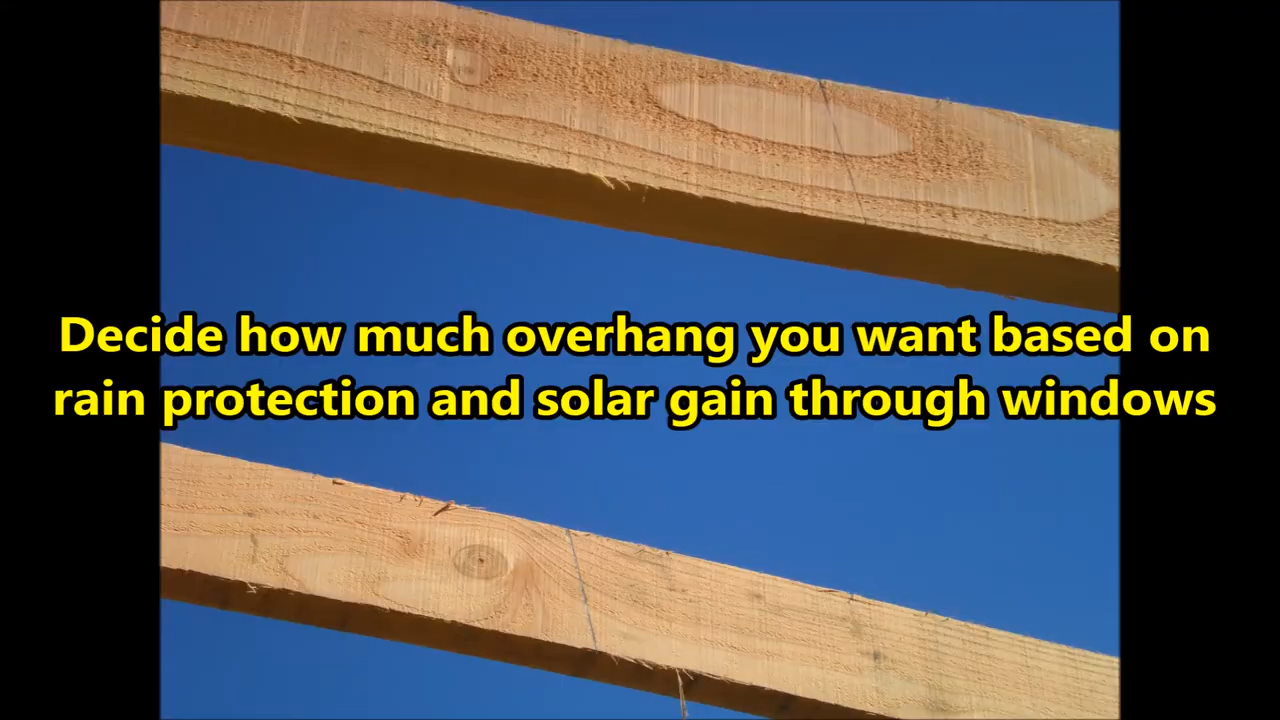 Decide how much overhang you want based on
rain protection and solar gain through windows